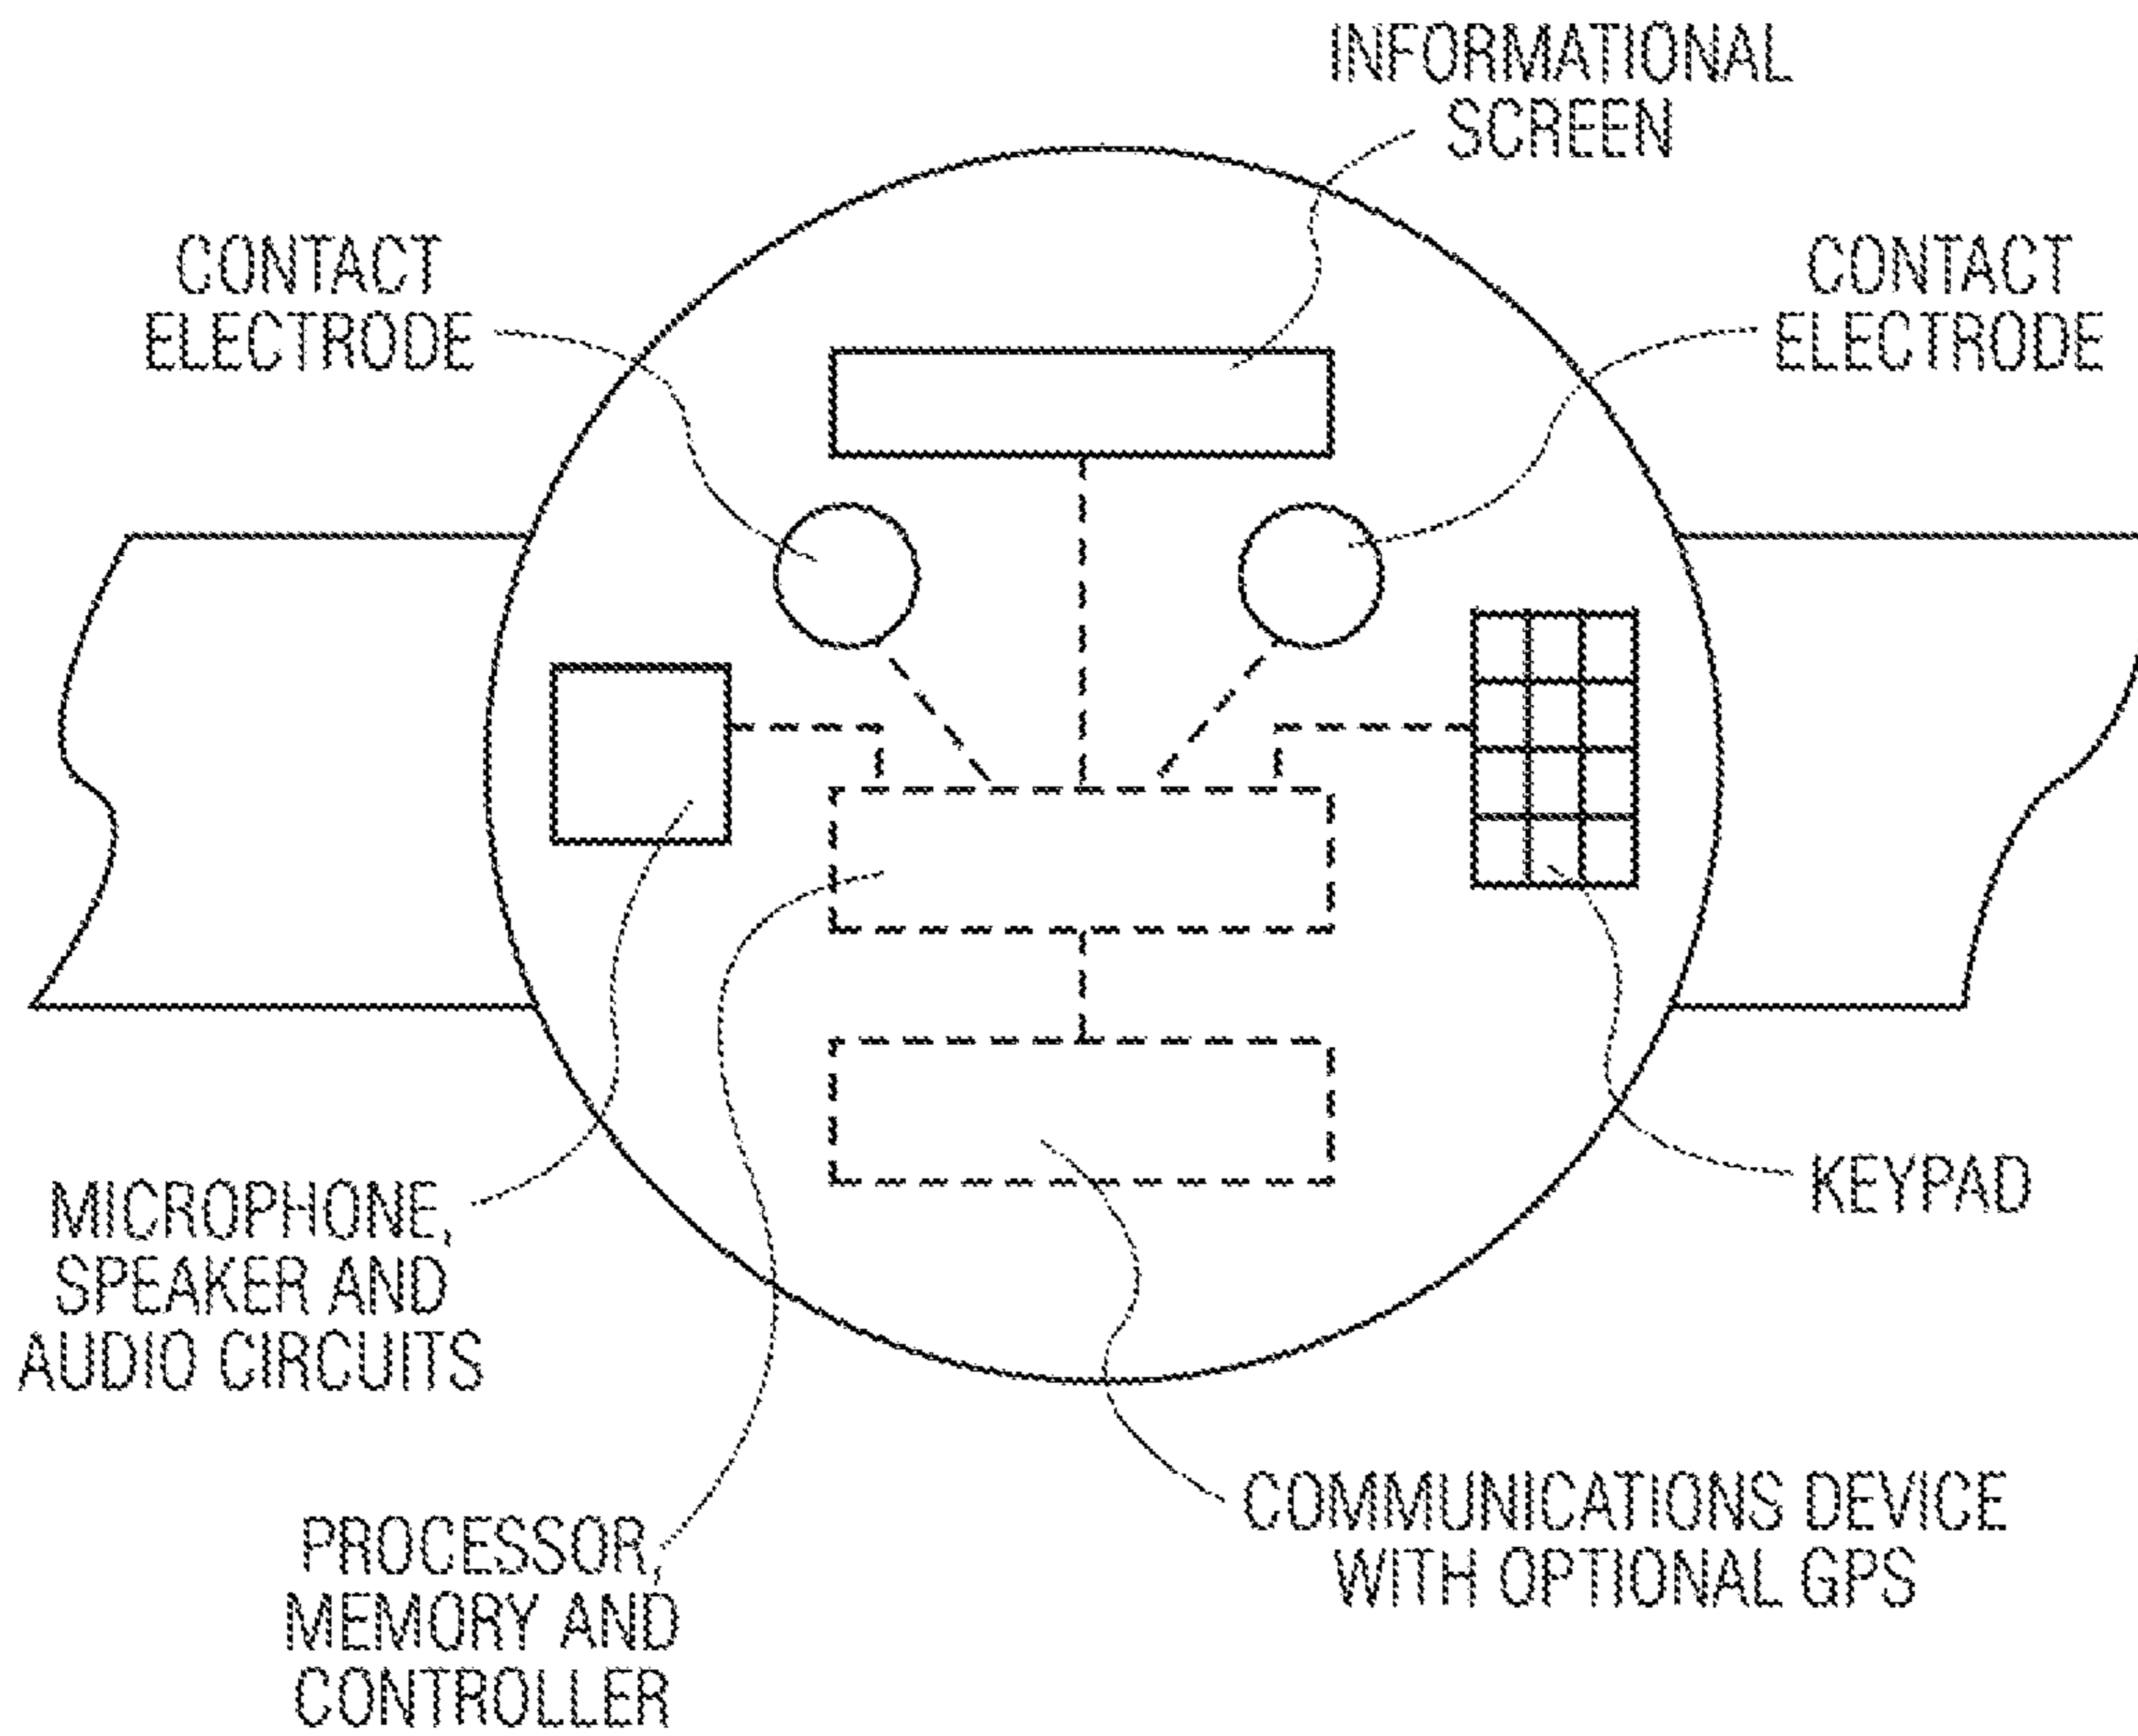 INFORMATIONAL
SCREEN
CONTACT
ELECTRODE
CONTACT
ELECTRODE
MICROPHONE,
SPEAKER AND
AUDIO CIRCUITS
KEYPAD
PROCESSOR,
MEMORY AND
CONTROLLER
COMMUNICATIONS DEVICE
WITH OPTIONAL GPS